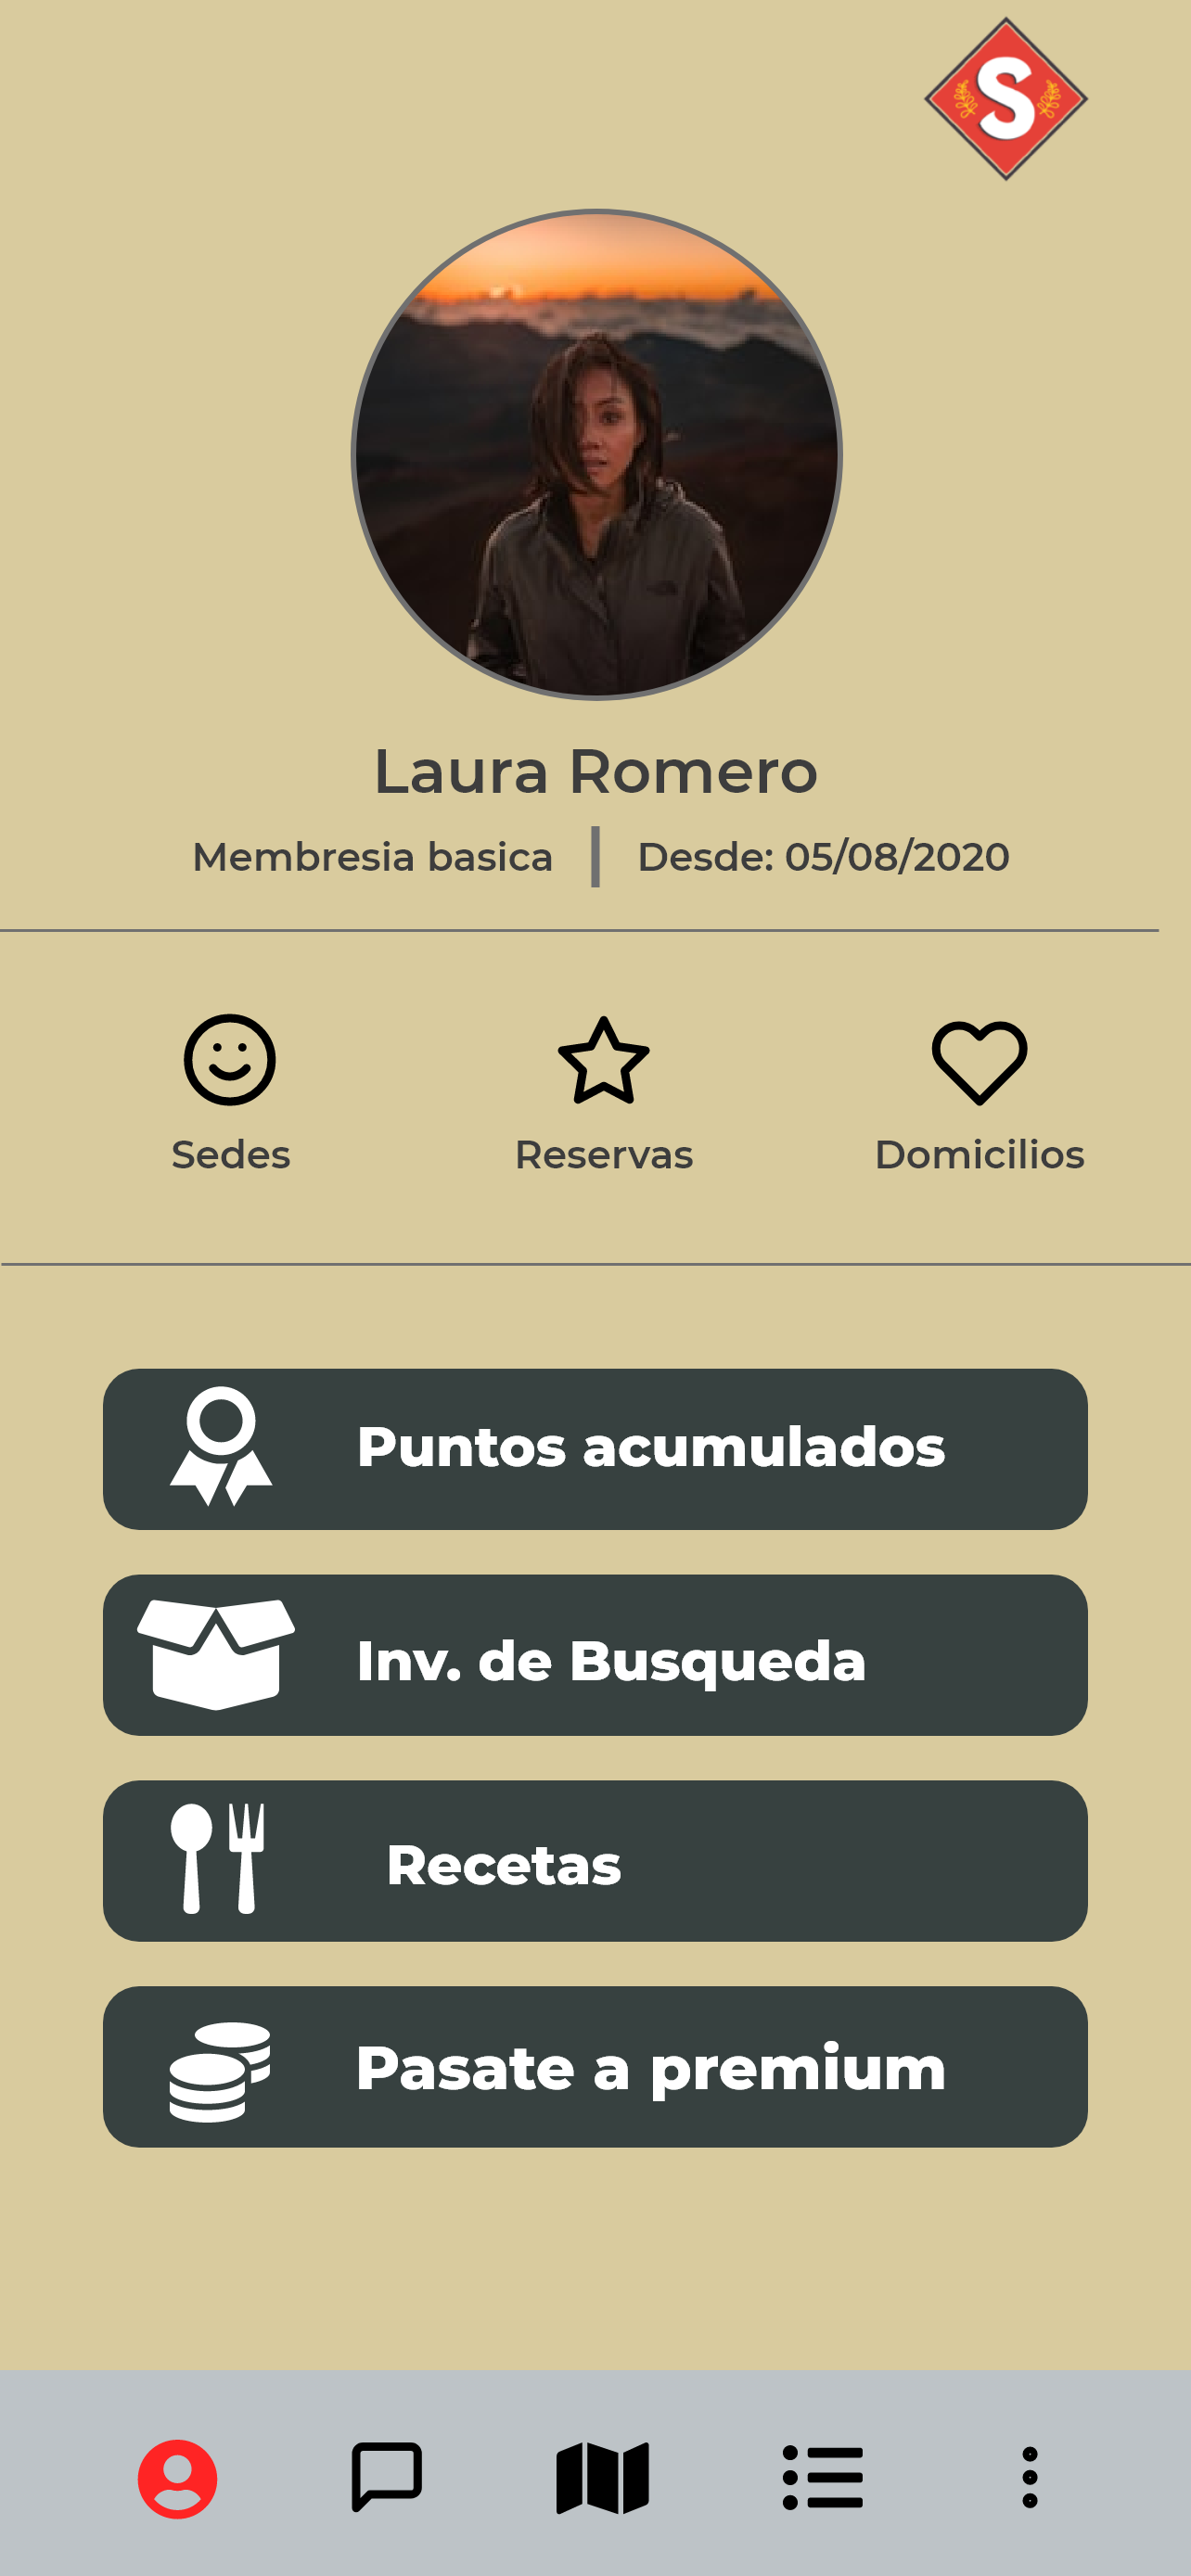 S
Laura Romero
Membresia basica
Desde: 05/08/2020
Sedes
Reservas
Domicilios
Puntos acumulados
Inv. de Busqueda
Recetas
Pasate a premium